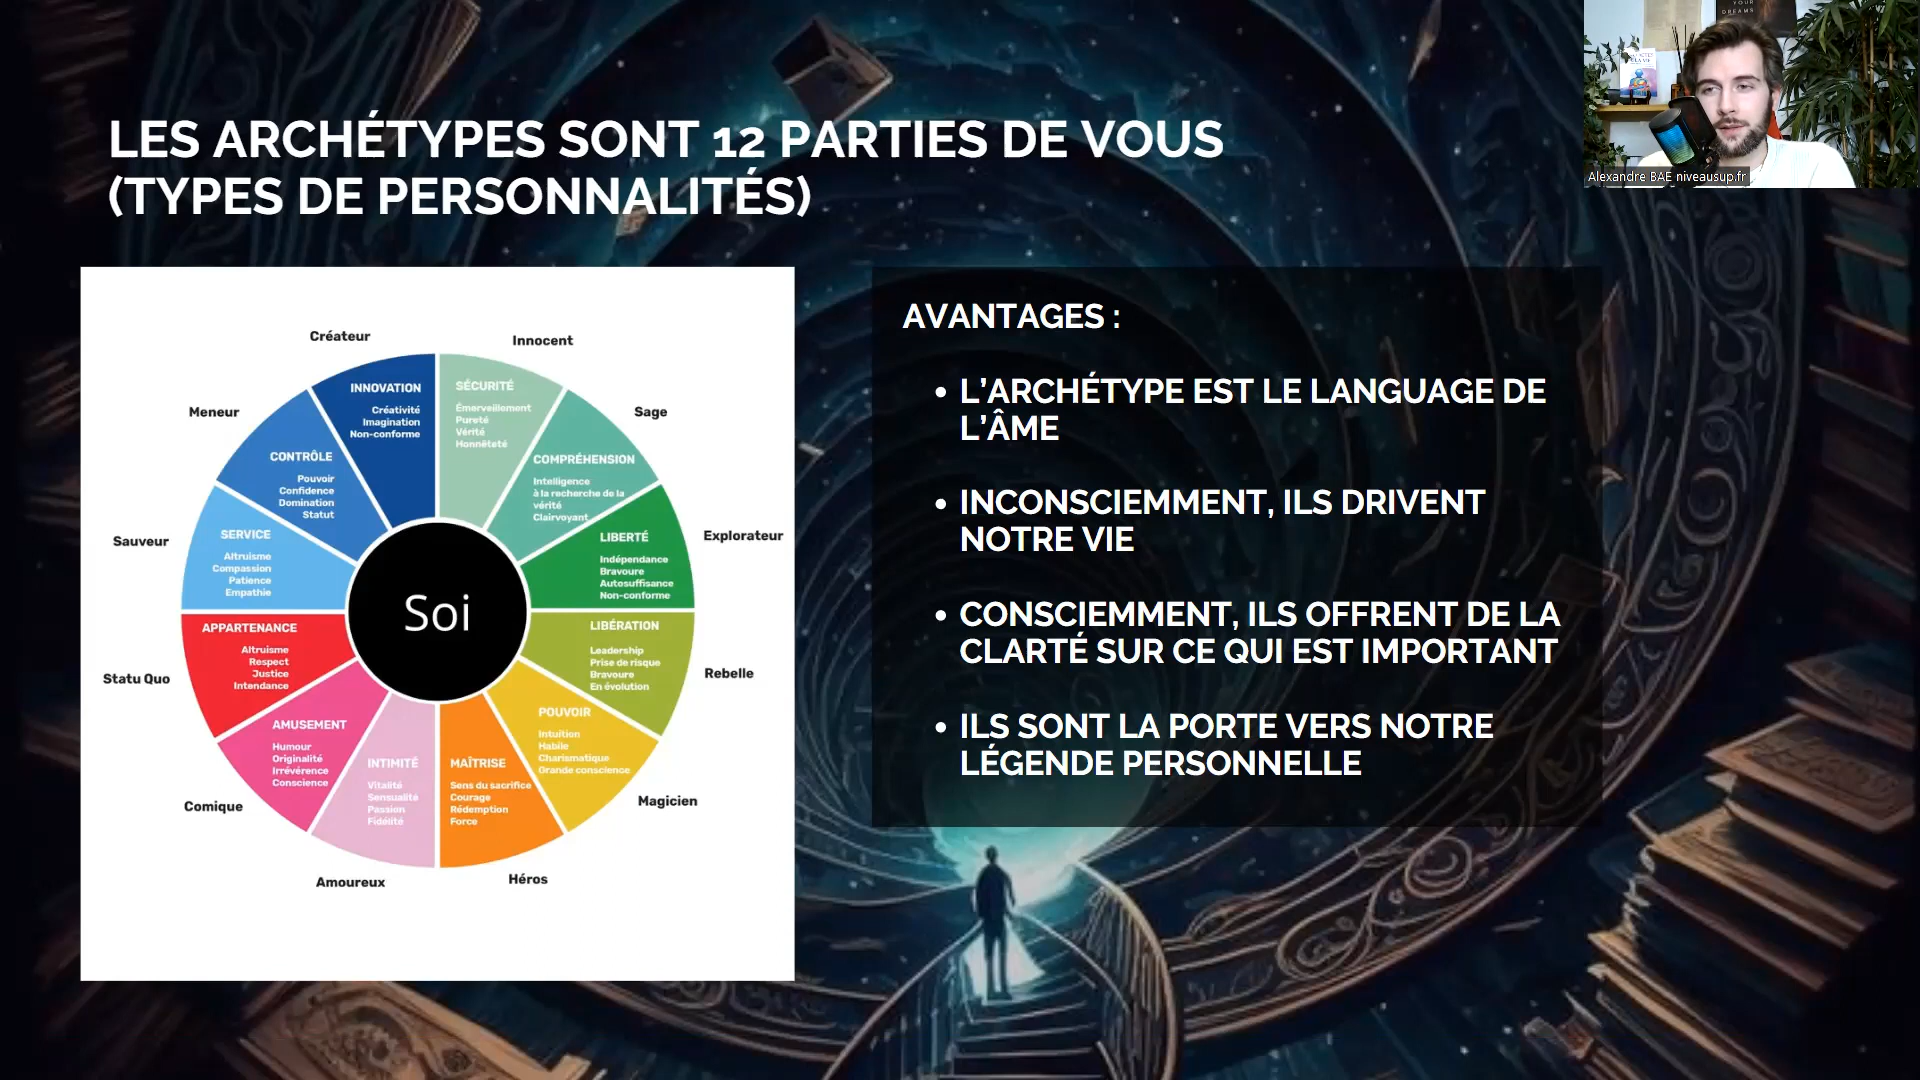 YOUR
DREAMS
Alexandre BAE niveausup.fr
LES ARCHÉTYPES SONT 12 PARTIES DE VOUS
(TYPES DE PERSONNALITÉS)
Créateur
INNOVATION
Créativité
Imagination
Non-conforme
Innocent
SÉCURITÉ
Émerveillement
Pureté
Vérité
Honnêteté
Sage
COMPRÉHENSION
Intelligence
à la recherche de la
vérité
Clairvoyant
Explorateur
LIBERTÉ
Indépendance
Bravoure
Autosuffisance
Non-conforme
Rebelle
LIBÉRATION
Leadership
Prise de risque
Bravoure
En évolution
Magicien
POUVOIR
Intuition
Habile
Charismatique
Grande conscience
Héros
MAÎTRISE
Sens du sacrifice
Courage
Rédemption
Force
Amoureux
INTIMITÉ
Vitalité
Sensualité
Passion
Fidélité
Comique
AMUSEMENT
Humour
Originalité
Irrévérence
Conscience
Statu Quo
APPARTENANCE
Altruisme
Respect
Justice
Intendance
Sauveur
SERVICE
Altruisme
Compassion
Patience
Empathie
Meneur
CONTRÔLE
Pouvoir
Confidence
Domination
Statut
Soi
AVANTAGES :
• L'ARCHÉTYPE EST LE LANGUAGE DE
L'ÂME
• INCONSCIEMMENT, ILS DRIVENT
NOTRE VIE
• CONSCIEMMENT, ILS OFFRENT DE LA
CLARTÉ SUR CE QUI EST IMPORTANT
• ILS SONT LA PORTE VERS NOTRE
LÉGENDE PERSONNELLE